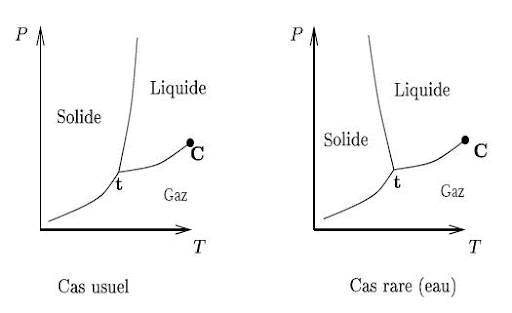 P
Liquide
Solide
C
t
Gaz
T
Cas usuel
P
Liquide
Solide
C
t
Gaz
T
Cas rare (eau)